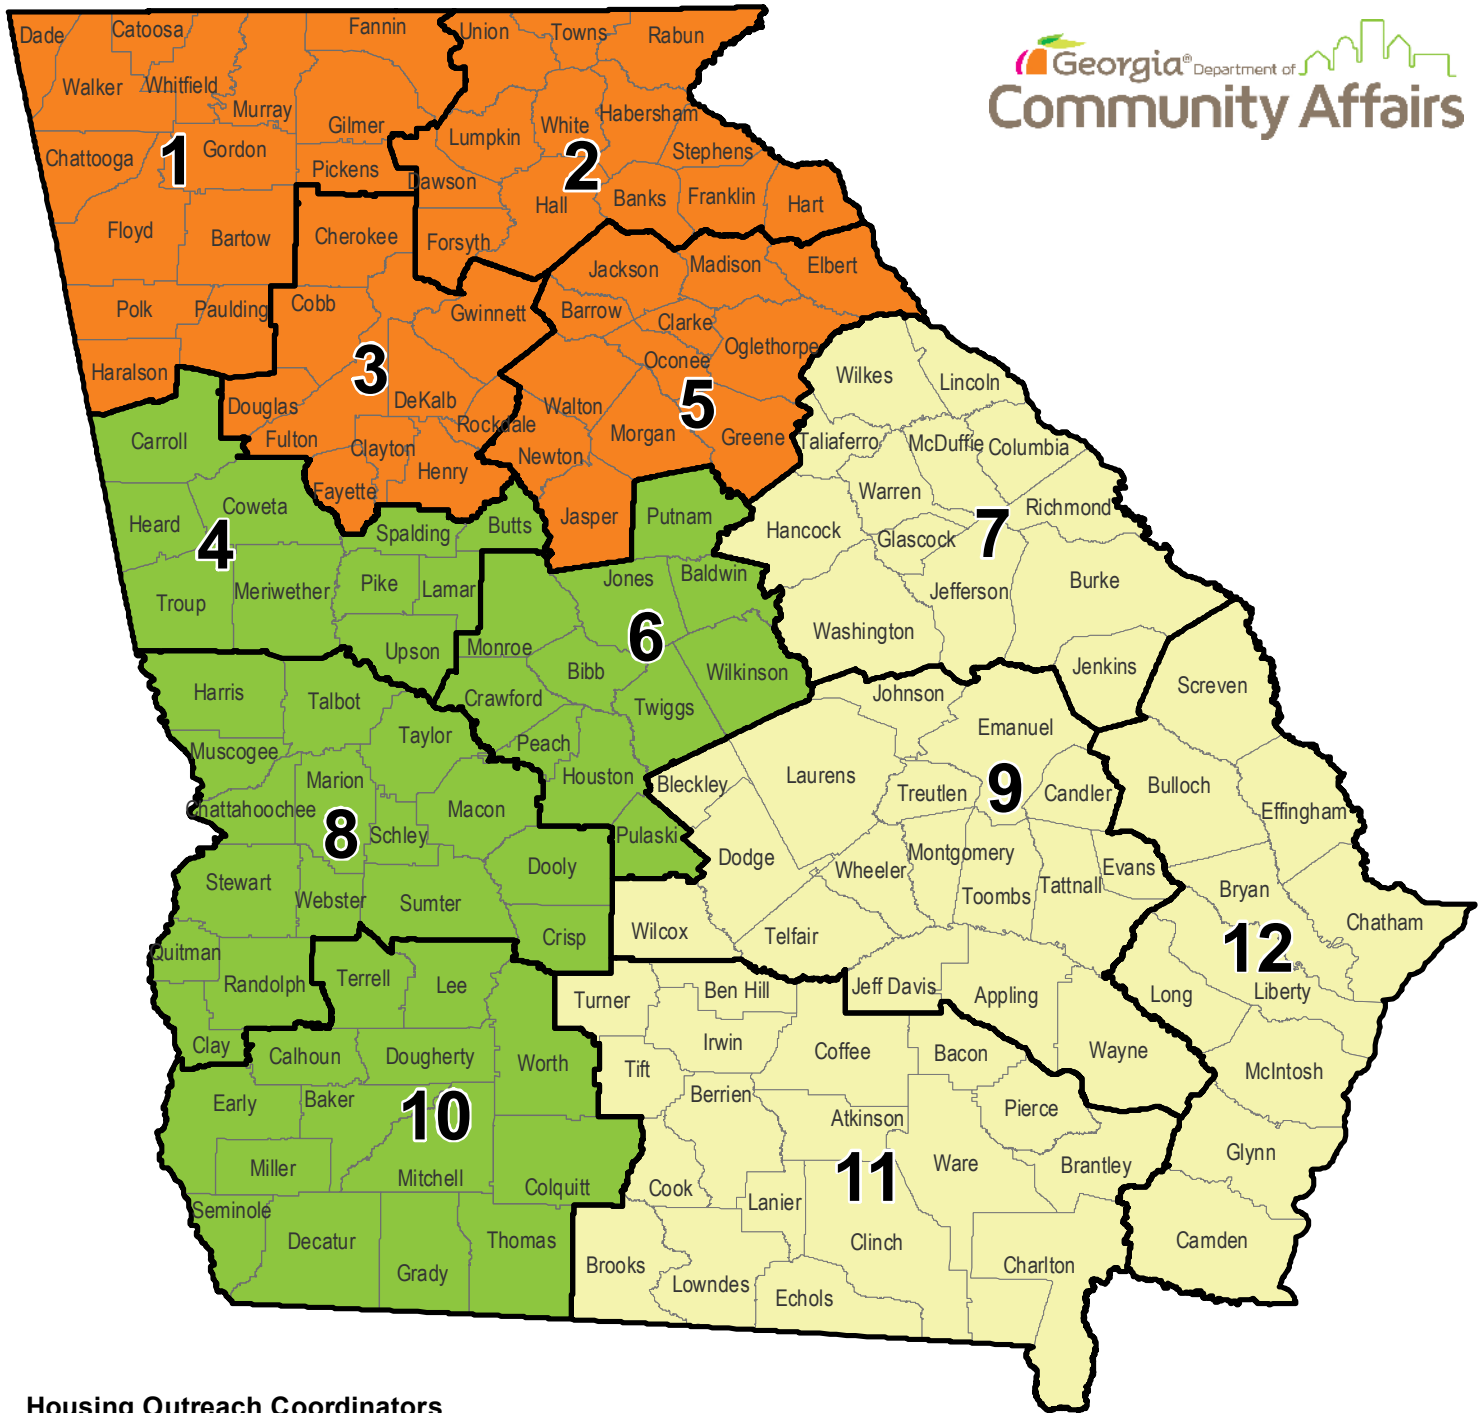 Georgia® Department of
Community Affairs
Dade
Catoosa
Fannin
Union
Towns
Rabun
Walker
Whitfield
Murray
Gilmer
Lumpkin
White
Habersham
Chattooga
1
Gordon
Pickens
Dawson
2
Stephens
Hall
Banks
Franklin
Hart
Floyd
Bartow
Cherokee
Forsyth
Jackson
Madison
Elbert
Polk
Paulding
Cobb
Gwinnett
Barrow
Clarke
Oglethorpe
Haralson
3
Oconee
Wilkes
Lincoln
Douglas
DeKalb
Rockdale
Walton
5
Carroll
Fulton
Clayton
Henry
Newton
Morgan
Greene
Taliaferro
McDuffie
Columbia
Fayette
Coweta
Heard
4
Spalding
Butts
Jasper
Putnam
Hancock
Warren
Glascock
7
Richmond
Troup
Meriwether
Pike
Lamar
Jones
Baldwin
Jefferson
Burke
Upson
Monroe
6
Washington
Harris
Talbot
Crawford
Bibb
Wilkinson
Twiggs
Johnson
Jenkins
Screven
Muscogee
Taylor
Peach
Houston
Bleckley
Laurens
Emanuel
Treutlen
9
Candler
Bulloch
Effingham
Chattahoochee
Marion
8
Schley
Macon
Pulaski
Dooly
Dodge
Wheeler
Montgomery
Toombs
Tattnall
Evans
Stewart
Webster
Sumter
Crisp
Wilcox
Telfair
Bryan
12
Chatham
Quitman
Randolph
Terrell
Lee
Turner
Ben Hill
Jeff Davis
Appling
Long
Liberty
Clay
Calhoun
Dougherty
Worth
Tift
Irwin
Coffee
Bacon
Wayne
McIntosh
Early
Baker
10
Berrien
Atkinson
Pierce
Miller
Mitchell
Colquitt
Cook
Lanier
11
Ware
Brantley
Glynn
Seminole
Decatur
Grady
Thomas
Brooks
Lowndes
Echols
Clinch
Charlton
Camden
Housing Outreach Coordinators